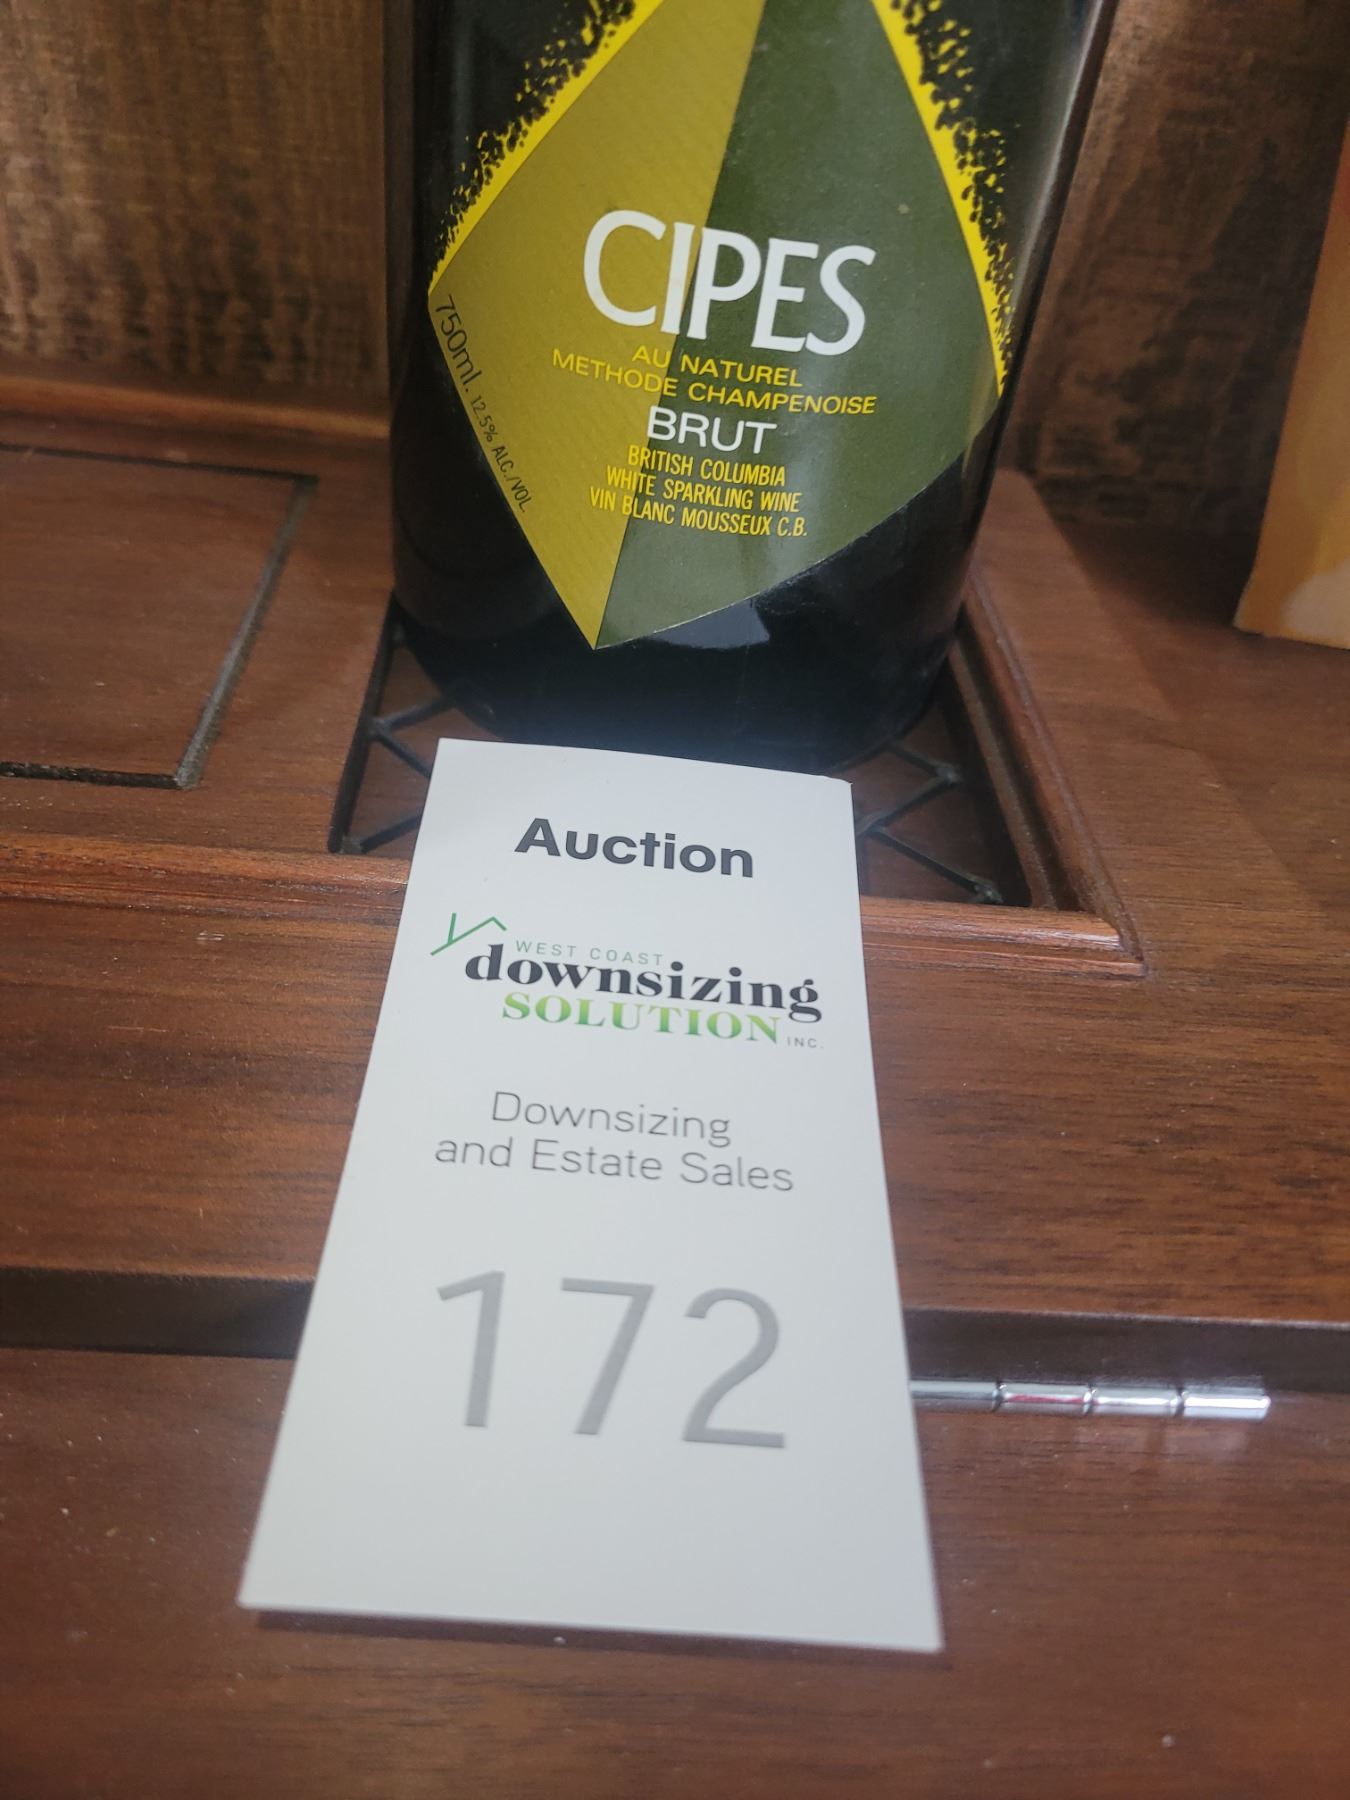 CIPES
AU NATUREL
METHODE CHAMPENOISE
BRUT
BRITISH COLUMBIA
WHITE SPARKLING WINE
VIN BLANC MOUSSEUX C.B.
750ml. 12.5% ALC./VOL.
Auction
WEST COAST
downsizing
SOLUTION INC.
Downsizing
and Estate Sales
172